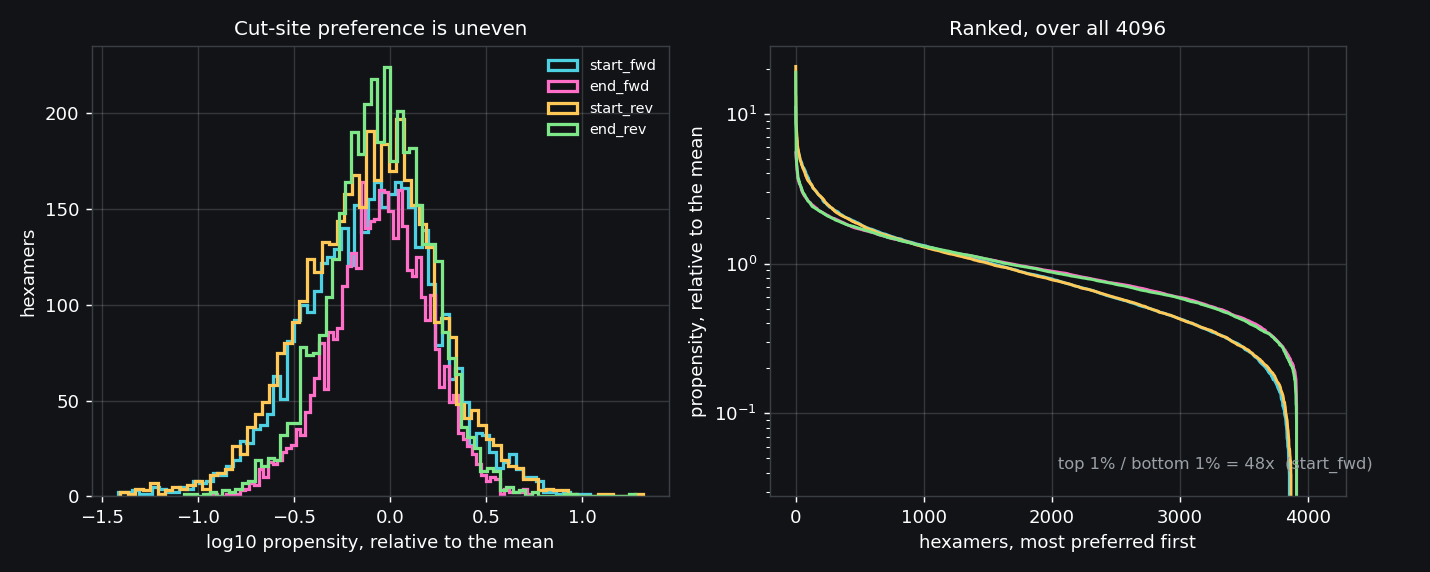 Cut-site preference is uneven
200
150
100
50
0
hexamers
−1.5
−1.0
−0.5
0.0
0.5
1.0
log10 propensity, relative to the mean
start_fwd
end_fwd
start_rev
end_rev
Ranked, over all 4096
10¹
10⁰
10⁻¹
propensity, relative to the mean
top 1% / bottom 1% = 48x (start_fwd)
0
1000
2000
3000
4000
hexamers, most preferred first